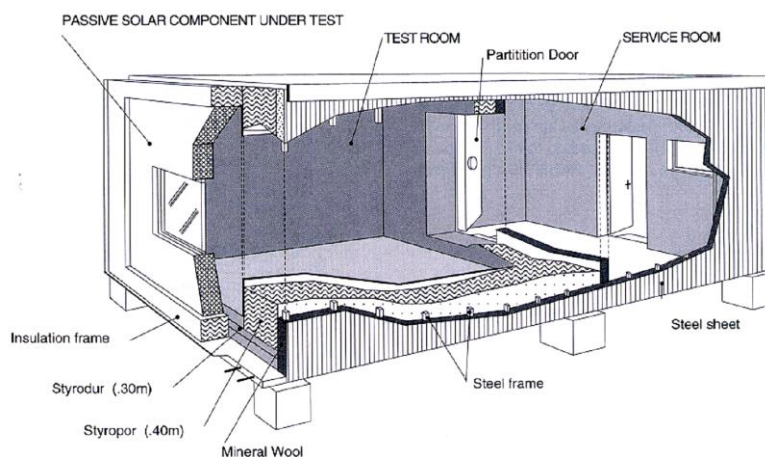 PASSIVE SOLAR COMPONENT UNDER TEST
TEST ROOM
Partitition Door
SERVICE ROOM
Insulation frame
Styrodur (.30m)
Styropor (.40m)
Mineral Wool
Steel frame
Steel sheet